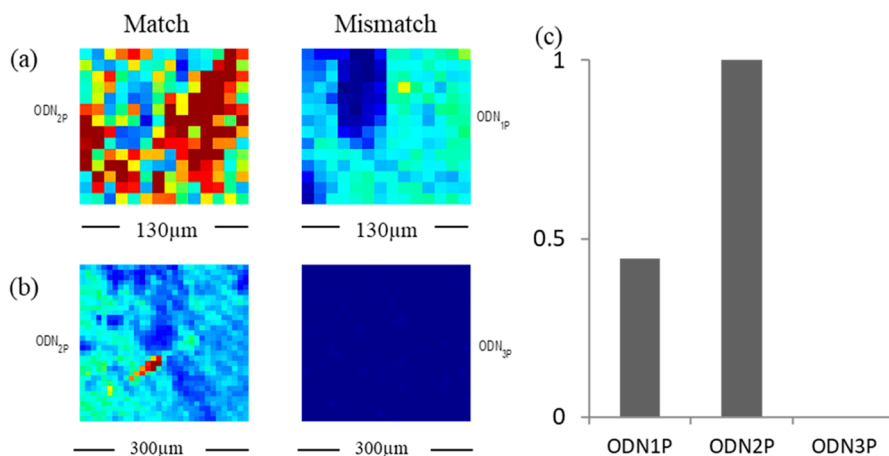 Match Mismatch
(a)
ODN2P
ODN1P
130μm 130μm
(b)
ODN2P
ODN3P
300μm 300μm
(c)
1
0.5
0
ODN1P ODN2P ODN3P